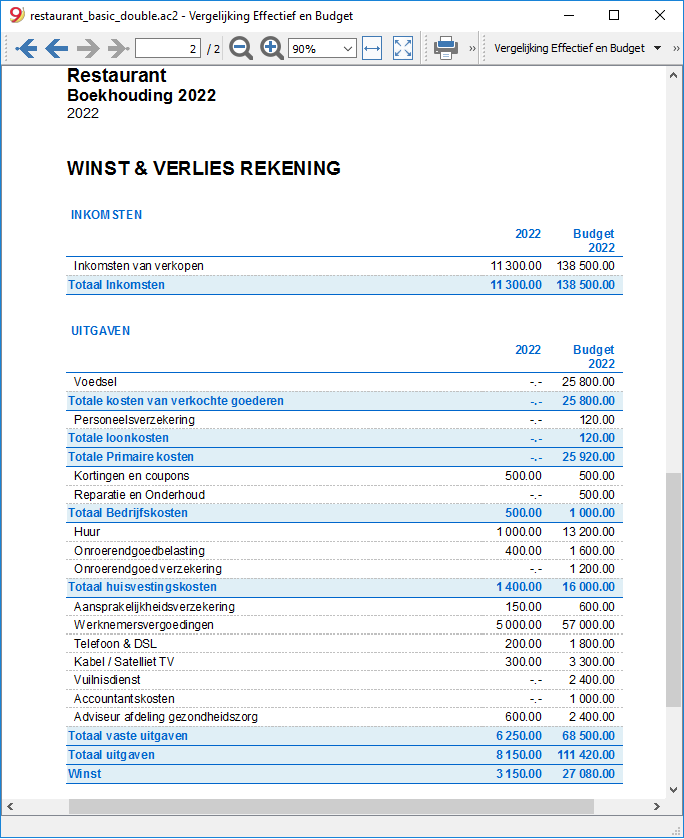 restaurant_basic_double.ac2 - Vergelijking Effectief en Budget
2 / 2 90% » Vergelijking Effectief en Budget »
Restaurant
Boekhouding 2022
2022
WINST & VERLIES REKENING
INKOMSTEN
2022 Budget
2022
Inkomsten van verkopen 11 300.00 138 500.00
Totaal Inkomsten 11 300.00 138 500.00
UITGAVEN
2022 Budget
2022
Voedsel -.- 25 800.00
Totale kosten van verkochte goederen -.- 25 800.00
Personeelsverzekering -.- 120.00
Totale loonkosten -.- 120.00
Totale Primaire kosten -.- 25 920.00
Kortingen en coupons 500.00 500.00
Reparatie en Onderhoud -.- 500.00
Totaal Bedrijfskosten 500.00 1 000.00
Huur 1 000.00 13 200.00
Onroerendgoedbelasting 400.00 1 600.00
Onroerendgoedverzekering -.- 1 200.00
Totaal huisvestingskosten 1 400.00 16 000.00
Aansprakelijkheidsverzekering 150.00 600.00
Werknemersvergoedingen 5 000.00 57 000.00
Telefoon & DSL 200.00 1 800.00
Kabel / Satelliet TV 300.00 3 300.00
Vuilnisdienst -.- 2 400.00
Accountantskosten -.- 1 000.00
Adviseur afdeling gezondheidszorg 600.00 2 400.00
Totaal vaste uitgaven 6 250.00 68 500.00
Totaal uitgaven 8 150.00 111 420.00
Winst 3 150.00 27 080.00